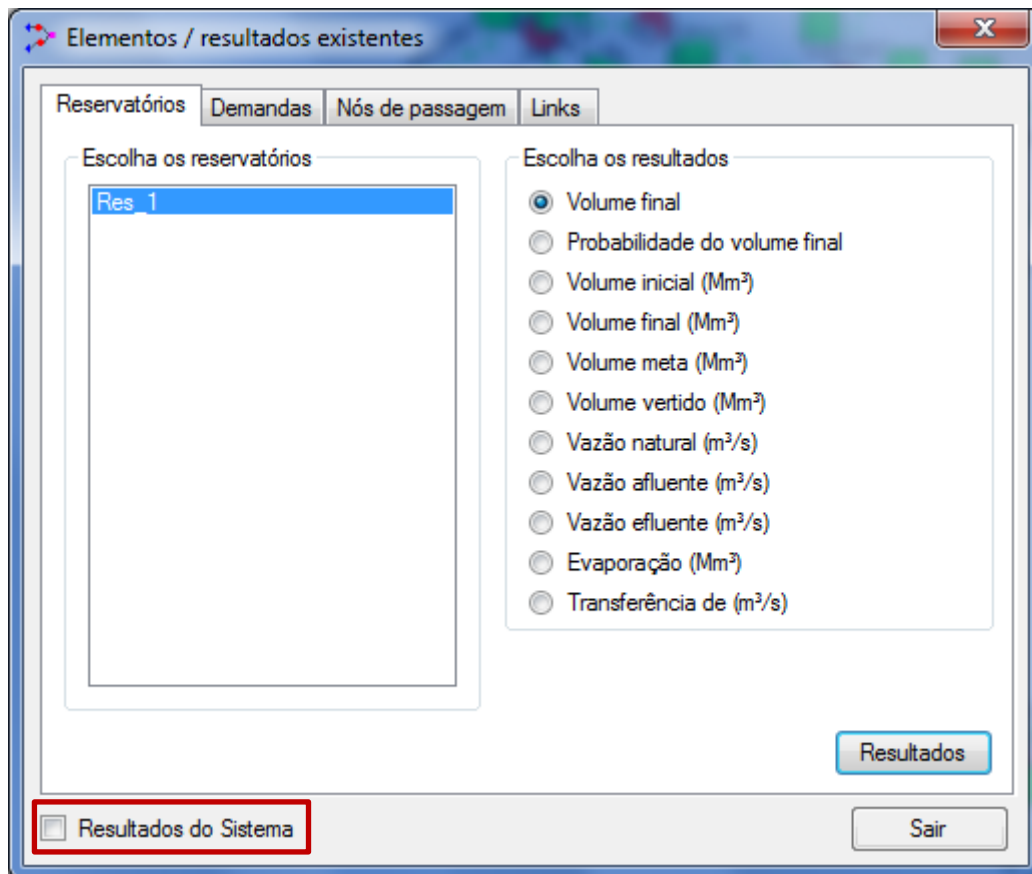 Elementos / resultados existentes
x
Reservatórios Demandas Nós de passagem Links
Escolha os reservatórios
Res_1
Escolha os resultados
Volume final
Probabilidade do volume final
Volume inicial (Mm³)
Volume final (Mm³)
Volume meta (Mm³)
Volume vertido (Mm³)
Vazão natural (m³/s)
Vazão afluente (m³/s)
Vazão efluente (m³/s)
Evaporação (Mm³)
Transferência de (m³/s)
Resultados
Resultados do Sistema
Sair